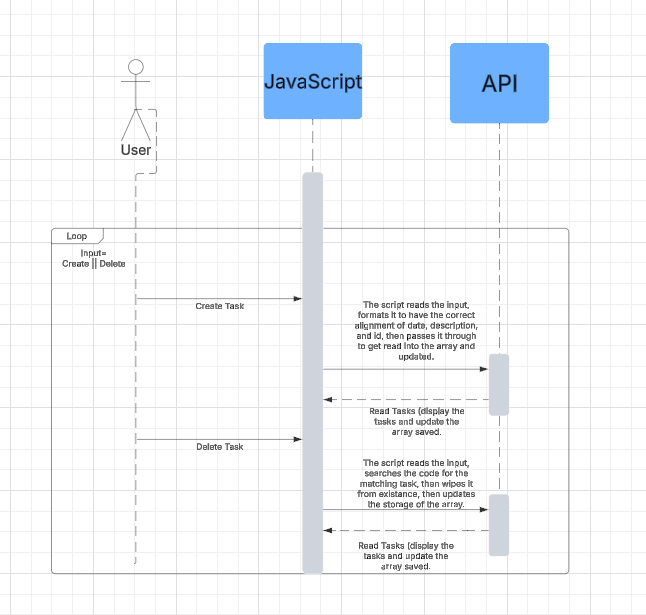 JavaScript
API
User
Loop
Input=
Create || Delete
Create Task
The script reads the input,
formats it to have the correct
alignment of data, description,
and id, then passes it through
to get read into the array and
updated.
Read Tasks (display the
tasks and update the
array saved.
Delete Task
The script reads the input,
searches the code for the
matching task, then wipes it
from existance, then updates
the storage of the array.
Read Tasks (display the
tasks and update the
array saved.